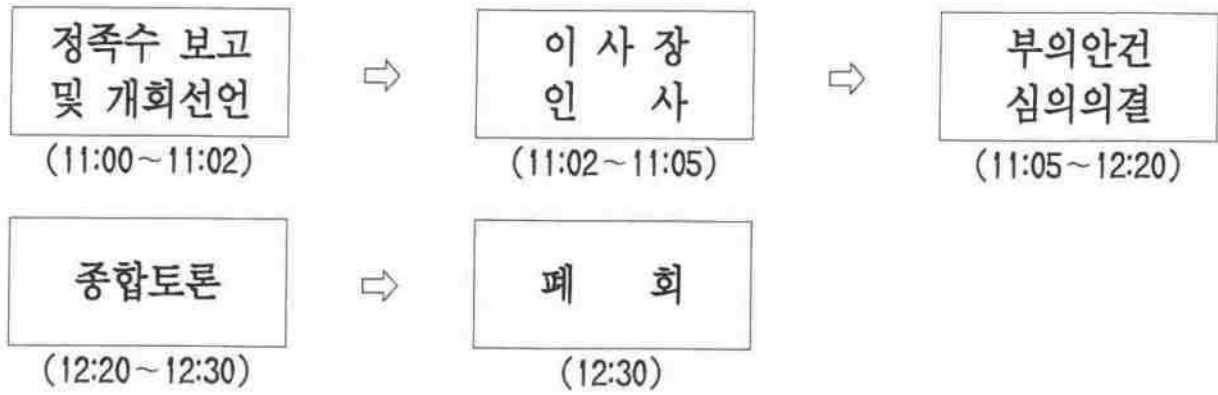 정족수 보고
및 개회선언
(11:00~11:02)
⇨
이 사 장
인 사
(11:02~11:05)
⇨
부의안건
심의의결
(11:05~12:20)
종합토론
(12:20~12:30)
⇨
폐 회
(12:30)